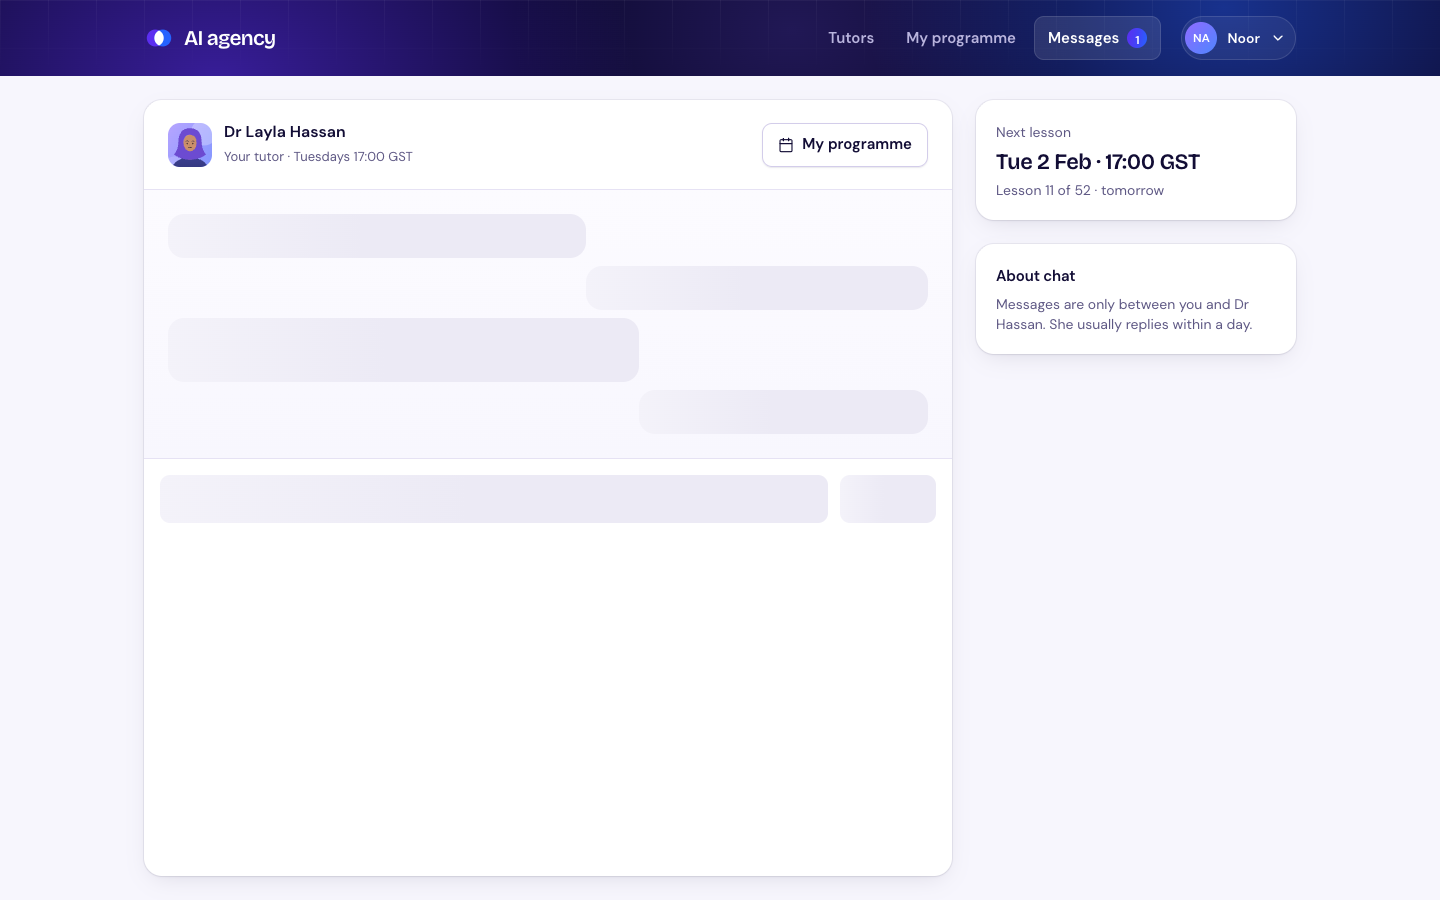 AI agency
Tutors
My programme
Messages 1
NA Noor
Dr Layla Hassan
Your tutor · Tuesdays 17:00 GST
My programme
Next lesson
Tue 2 Feb · 17:00 GST
Lesson 11 of 52 · tomorrow
About chat
Messages are only between you and Dr
Hassan. She usually replies within a day.